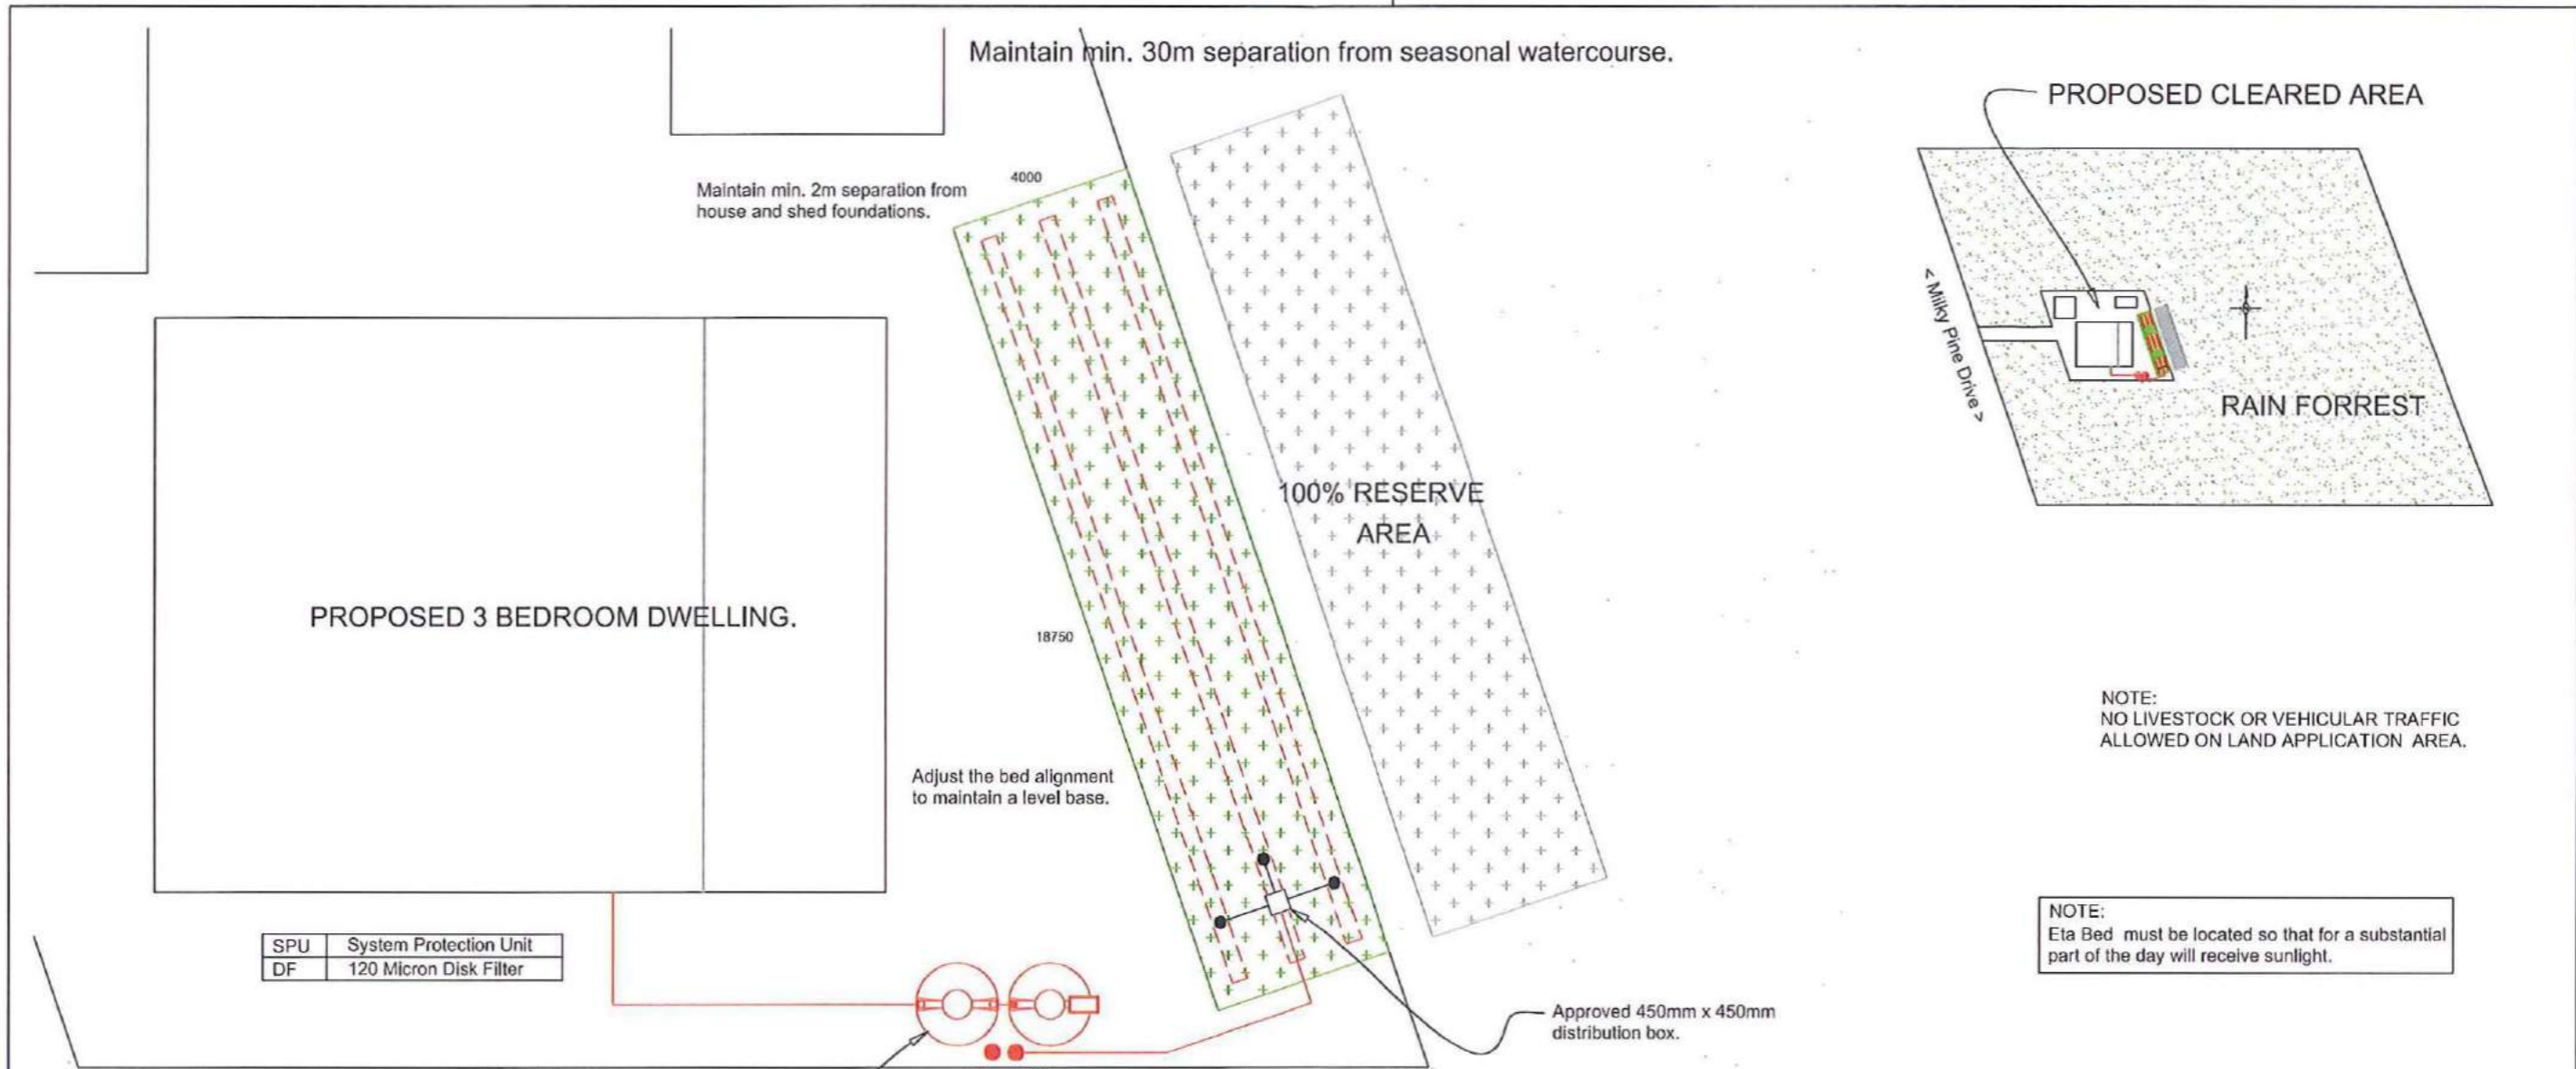 Maintain min. 30m separation from seasonal watercourse.
PROPOSED CLEARED AREA
Maintain min. 2m separation from
house and shed foundations.
4000
< Milky Pine Drive >
RAIN FORREST
100% RESERVE
AREA
PROPOSED 3 BEDROOM DWELLING.
18750
NOTE:
NO LIVESTOCK OR VEHICULAR TRAFFIC
ALLOWED ON LAND APPLICATION AREA.
Adjust the bed alignment
to maintain a level base.
NOTE:
Eta Bed must be located so that for a substantial
part of the day will receive sunlight.
SPU System Protection Unit
DF 120 Micron Disk Filter
Approved 450mm x 450mm
distribution box.